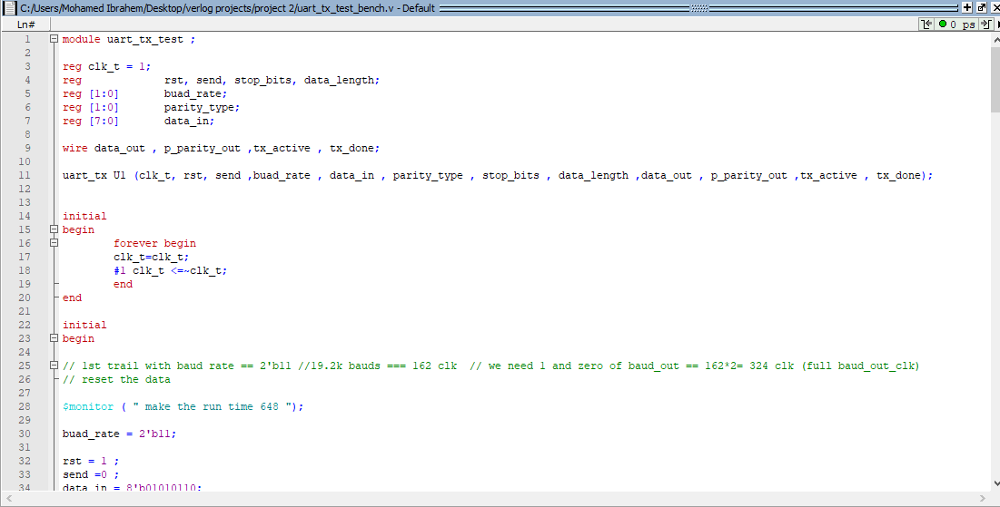 C:/Users/Mohamed Ibrahem/Desktop/verlog projects/project 2/uart_tx_test_bench.v - Default
Ln#
0 ps
1 module uart_tx_test ;
2
3 reg clk_t = 1;
4 reg rst, send, stop_bits, data_length;
5 reg [1:0] buad_rate;
6 reg [1:0] parity_type;
7 reg [7:0] data_in;
8
9 wire data_out , p_parity_out ,tx_active , tx_done;
10
11 uart_tx U1 (clk_t, rst, send ,buad_rate , data_in , parity_type , stop_bits , data_length ,data_out , p_parity_out ,tx_active , tx_done);
12
13
14 initial
15 begin
16 forever begin
17 clk_t=clk_t;
18 #1 clk_t <=~clk_t;
19 end
20 end
21
22 initial
23 begin
24
25 // 1st trail with baud rate == 2'b11 //19.2k bauds === 162 clk // we need 1 and zero of baud_out == 162*2= 324 clk (full baud_out_clk)
26 // reset the data
27
28 $monitor ( " make the run time 648 ");
29
30 buad_rate = 2'b11;
31
32 rst = 1 ;
33 send =0 ;
34 data in = 8'b01010110;